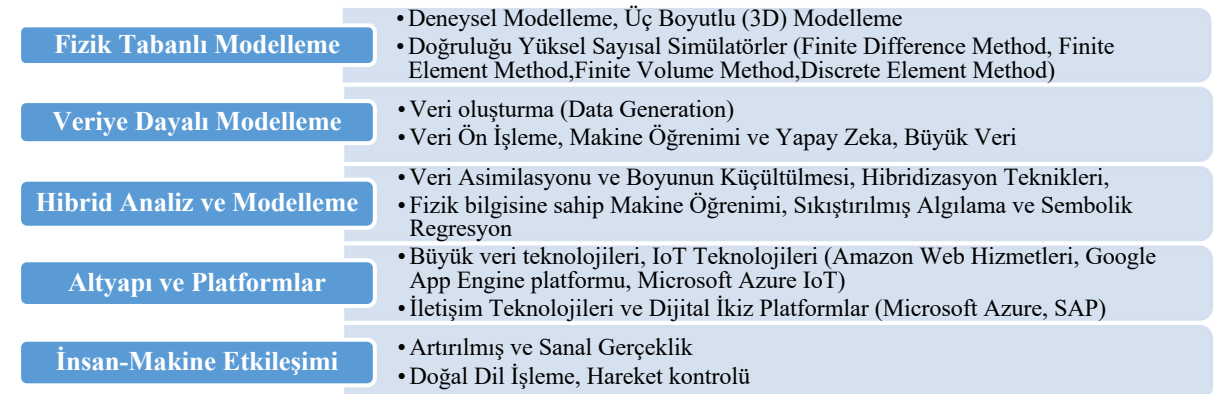 Fizik Tabanlı Modelleme
• Deneysel Modelleme, Üç Boyutlu (3D) Modelleme
• Doğruluğu Yüksel Sayısal Simülatörler (Finite Difference Method, Finite
Element Method,Finite Volume Method,Discrete Element Method)
Veriye Dayalı Modelleme
• Veri oluşturma (Data Generation)
• Veri Ön İşleme, Makine Öğrenimi ve Yapay Zeka, Büyük Veri
Hibrid Analiz ve Modelleme
• Veri Asimilasyonu ve Boyunun Küçültülmesi, Hibridizasyon Teknikleri,
• Fizik bilgisine sahip Makine Öğrenimi, Sıkıştırılmış Algılama ve Sembolik
Regresyon
Altyapı ve Platformlar
• Büyük veri teknolojileri, IoT Teknolojileri (Amazon Web Hizmetleri, Google
App Engine platformu, Microsoft Azure IoT)
• İletişim Teknolojileri ve Dijital İkiz Platformlar (Microsoft Azure, SAP)
İnsan-Makine Etkileşimi
• Artırılmış ve Sanal Gerçeklik
• Doğal Dil İşleme, Hareket kontrolü